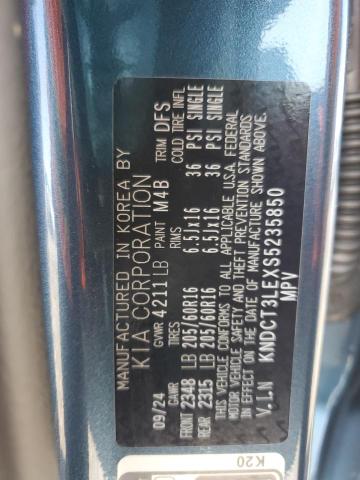 MANUFACTURED IN KOREA BY
KIA CORPORATION
09/24 GVWR 4211 LB PAINT M4B TRIM DFS
GAWR TIRES RIMS COLD TIRE INFL
FRONT 2348 LB 205/60R16 6.5JX16 36 PSI SINGLE
REAR 2315 LB 205/60R16 6.5JX16 36 PSI SINGLE
THIS VEHICLE CONFORMS TO ALL APPLICABLE U.S.A. FEDERAL
MOTOR VEHICLE SAFETY AND THEFT PREVENTION STANDARDS
IN EFFECT ON THE DATE OF MANUFACTURE SHOWN ABOVE.
V.I.N KNDCT3LEXS5235850
MPV
K20